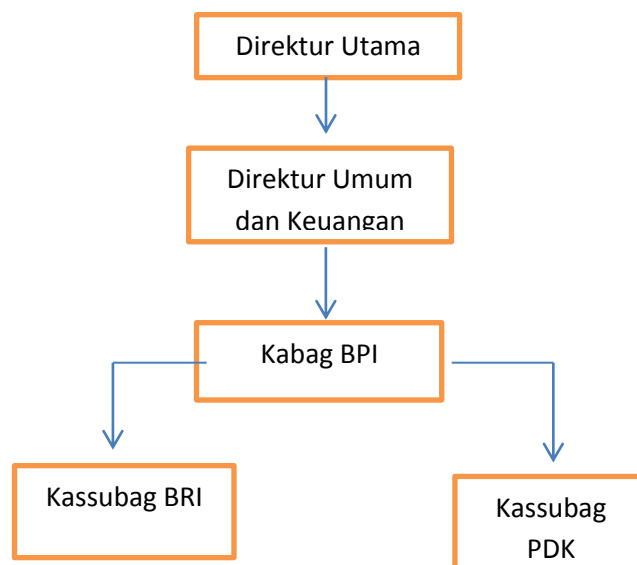 Direktur Utama
Direktur Umum
dan Keuangan
Kabag BPI
Kassubag BRI
Kassubag
PDK